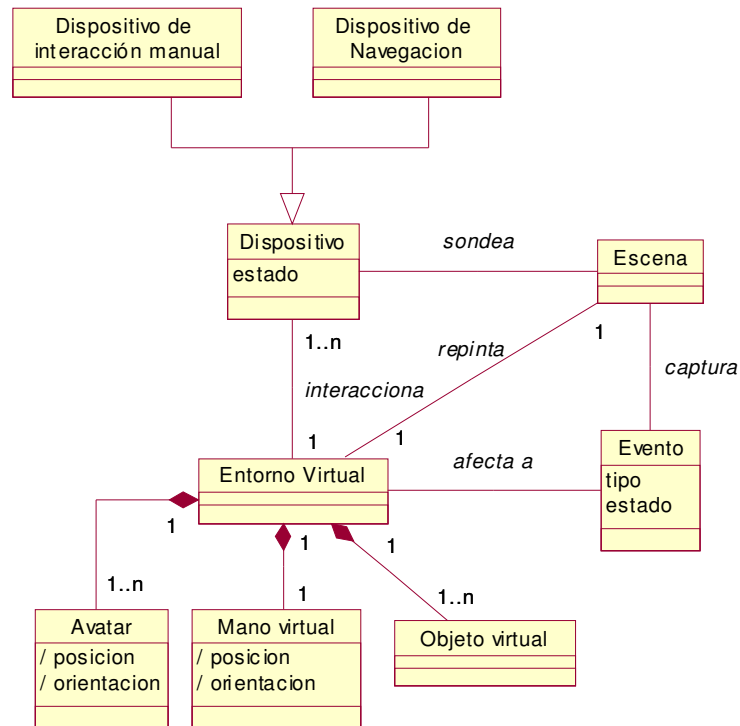 Dispositivo de
interacción manual
Dispositivo de
Navegacion
Dispositivo
estado
sondea
Escena
1..n
repinta
1
interacciona
captura
1
1
Entorno Virtual
afecta a
Evento
tipo
estado
1
1
1
1..n
1
1..n
Avatar
/ posicion
/ orientacion
Mano virtual
/ posicion
/ orientacion
Objeto virtual